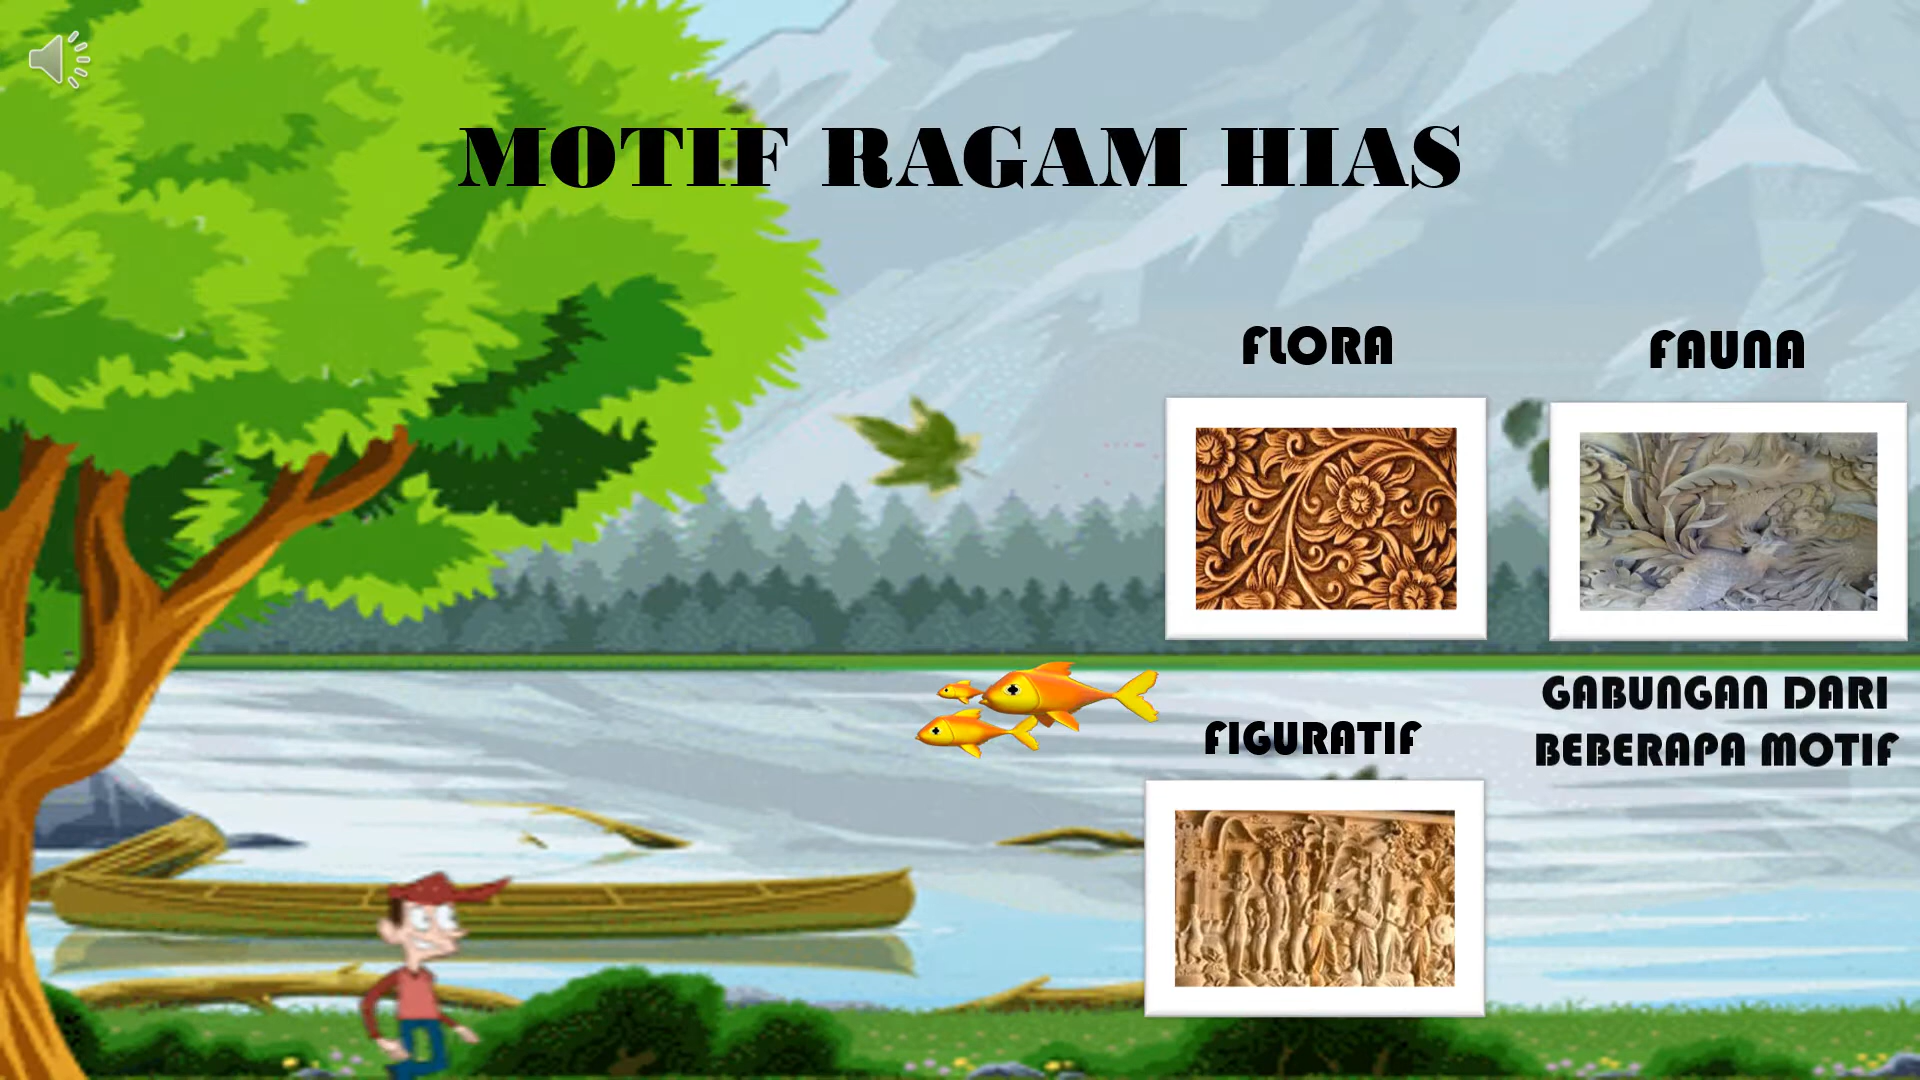 MOTIF RAGAM HIAS
FLORA
FAUNA
FIGURATIF
GABUNGAN DARI
BEBERAPA MOTIF